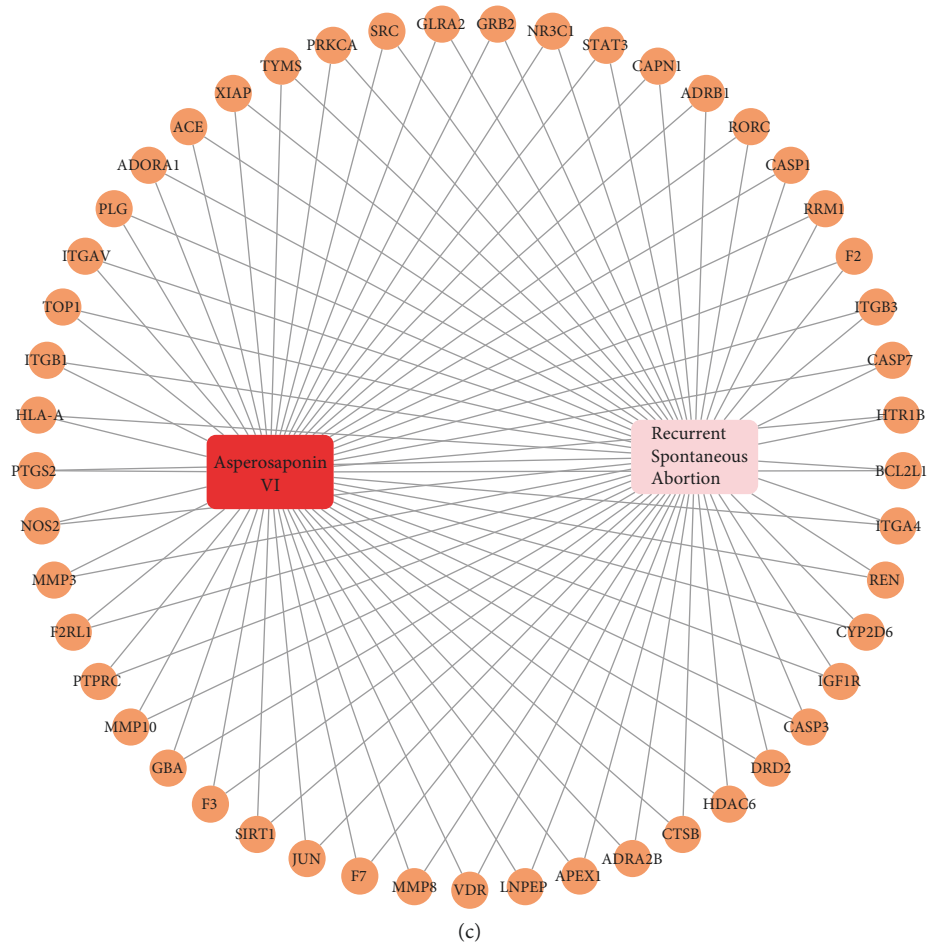 GLRA2
GRB2
SRC
NR3C1
PRKCA
STAT3
TYMS
CAPN1
XIAP
ADRB1
ACE
RORC
ADORA1
CASP1
PLG
RRM1
ITGAV
F2
TOP1
ITGB3
ITGB1
CASP7
HLA-A
HTR1B
Recurrent
Spontaneous
Abortion
Asperosaponin
VI
PTGS2
BCL2L1
NOS2
ITGA4
MMP3
REN
F2RL1
CYP2D6
PTPRC
IGF1R
MMP10
CASP3
GBA
DRD2
F3
HDAC6
SIRT1
CTSB
JUN
ADRA2B
F7
APEX1
MMP8
LNPEP
VDR
(c)